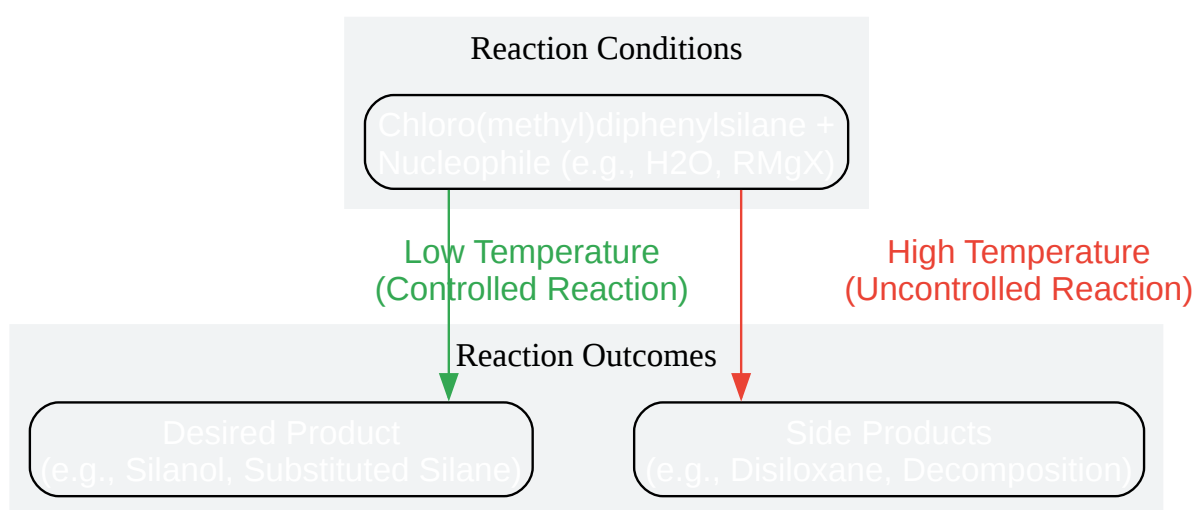 Reaction Conditions
Chloro(methyl)diphenylsilane +
Nucleophile (e.g., H2O, RMgX)
Low Temperature
(Controlled Reaction)
High Temperature
(Uncontrolled Reaction)
Reaction Outcomes
Desired Product
(e.g., Silanol, Substituted Silane)
Side Products
(e.g., Disiloxane, Decomposition)